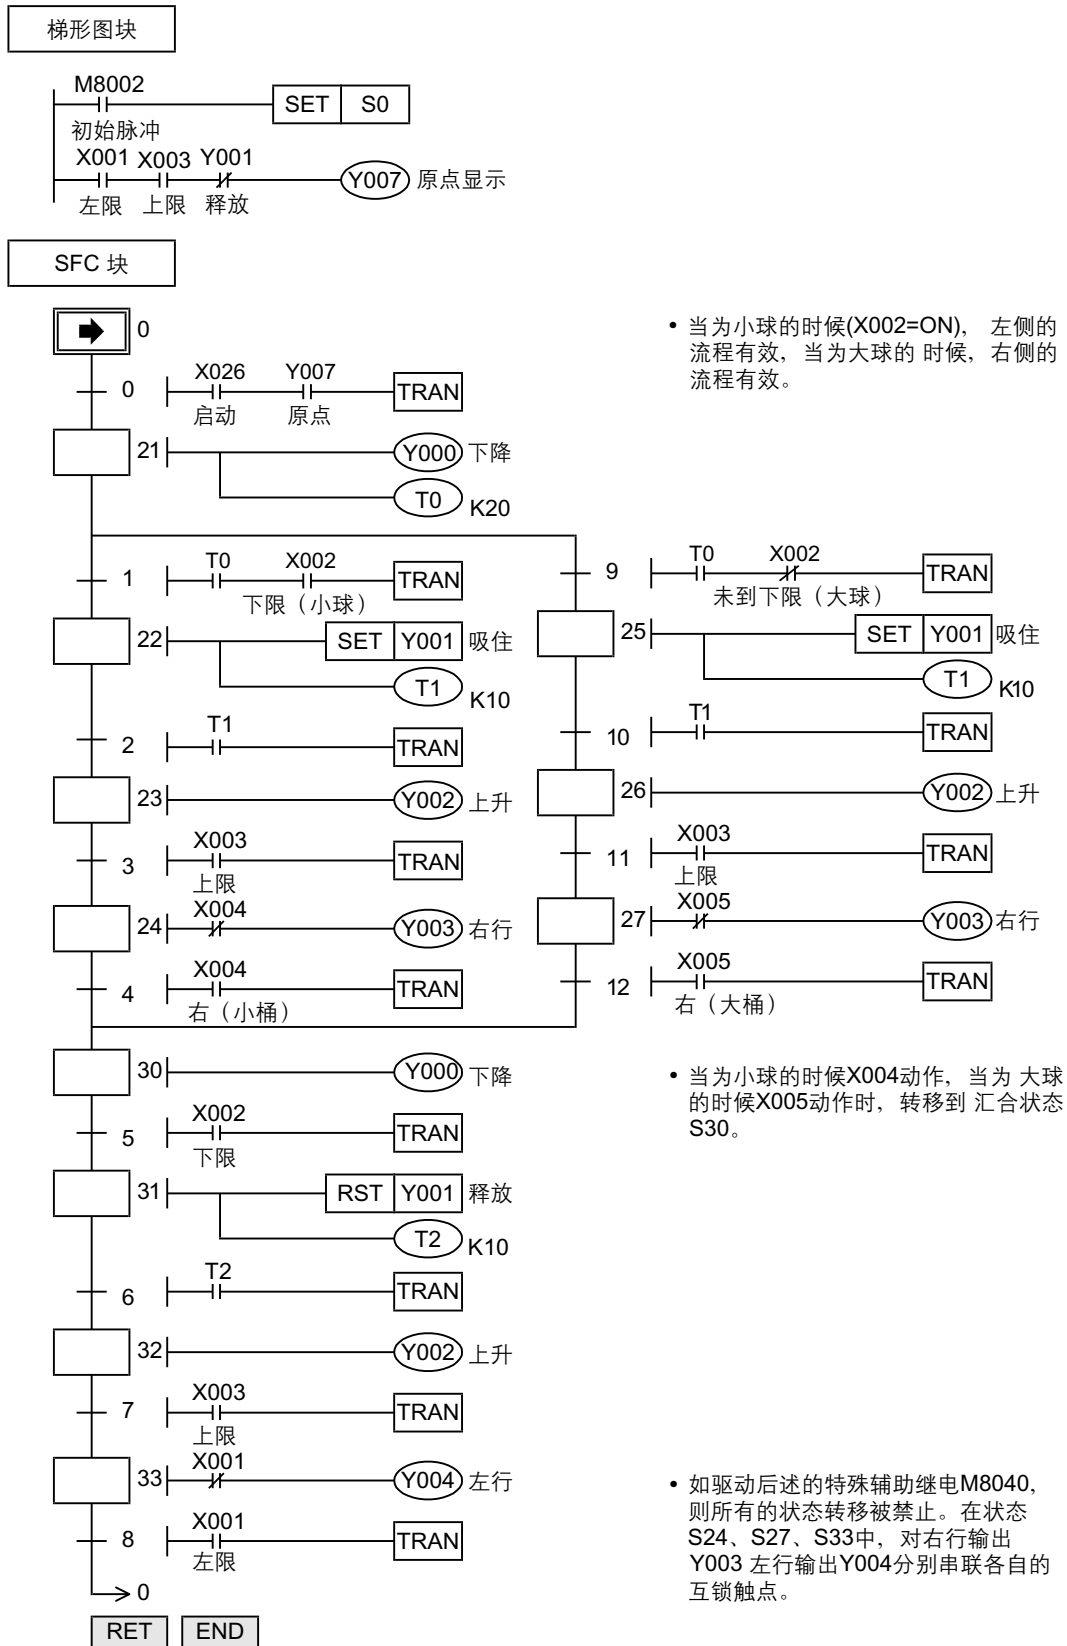 梯形图块
M8002
SET S0
初始脉冲
X001 X003 Y001
Y007 原点显示
左限 上限 释放
SFC 块
0
• 当为小球的时候(X002=ON), 左侧的
流程有效,当为大球的 时候,右侧的
流程有效。
X026 Y007
0 TRAN
启动 原点
21 Y000 下降
T0 K20
T0 X002
1 TRAN
下限(小球)
T0 X002
9 TRAN
未到下限(大球)
22 SET Y001 吸住
T1 K10
25 SET Y001 吸住
T1 K10
T1
2 TRAN
T1
10 TRAN
23 Y002 上升
26 Y002 上升
X003
3 TRAN
上限
X003
11 TRAN
上限
X004
24 Y003 右行
X005
27 Y003 右行
X004
4 TRAN
右(小桶)
X005
12 TRAN
右(大桶)
30 Y000 下降
• 当为小球的时候X004动作,当为 大球
的时候X005动作时,转移到 汇合状态
S30。
X002
5 TRAN
下限
31 RST Y001 释放
T2 K10
T2
6 TRAN
32 Y002 上升
X003
7 TRAN
上限
X001
33 Y004 左行
• 如驱动后述的特殊辅助继电M8040,
则所有的状态转移被禁止。在状态
S24、S27、S33中,对右行输出
Y003 左行输出Y004分别串联各自的
互锁触点。
X001
8 TRAN
左限
0
RET END